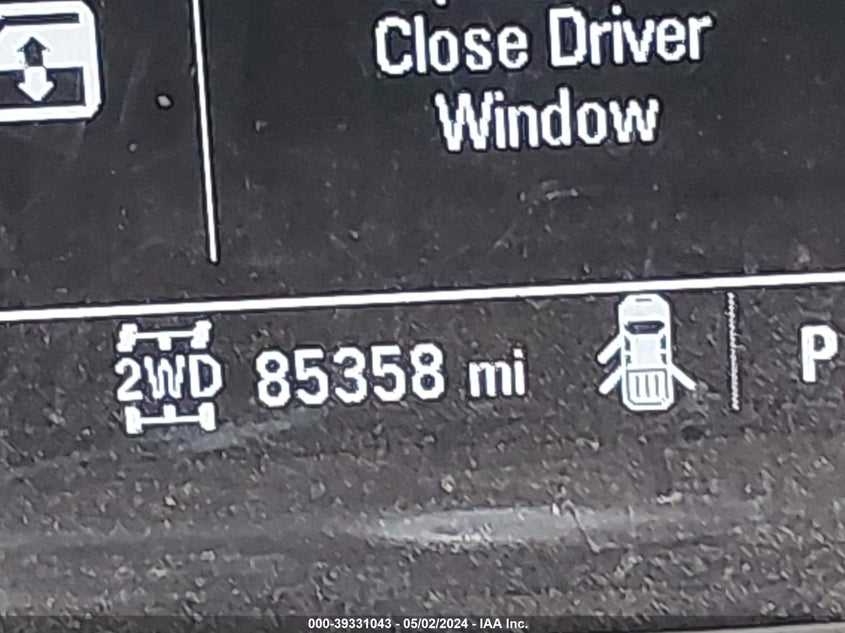 Close Driver
Window
2WD 85358 mi P
000-39331043 - 05/02/2024 - IAA Inc.